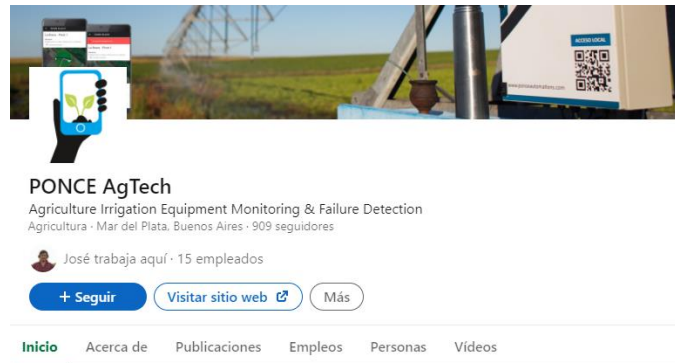 ACCESO LOCAL
PONCE AgTech
Agriculture Irrigation Equipment Monitoring & Failure Detection
Agricultura · Mar del Plata, Buenos Aires · 909 seguidores
José trabaja aquí · 15 empleados
+ Seguir
Visitar sitio web
Más
Inicio
Acerca de
Publicaciones
Empleos
Personas
Vídeos